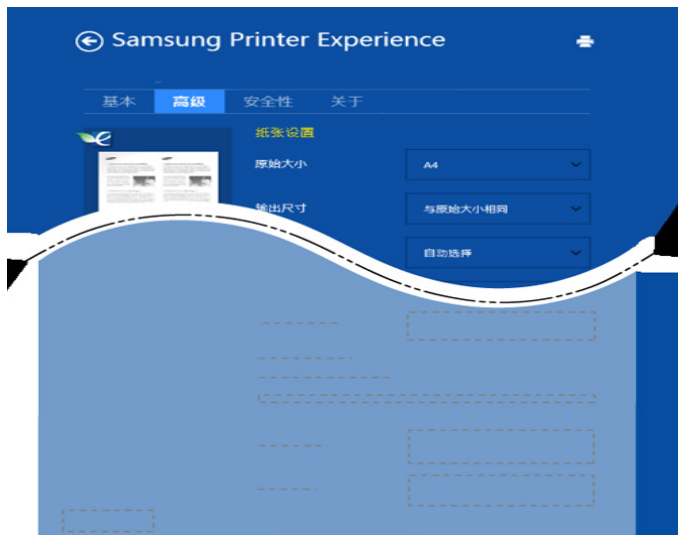 Samsung Printer Experience
基本 高级 安全性 关于
纸张设置
原始大小 A4
输出尺寸 与原始大小相同
自动选择